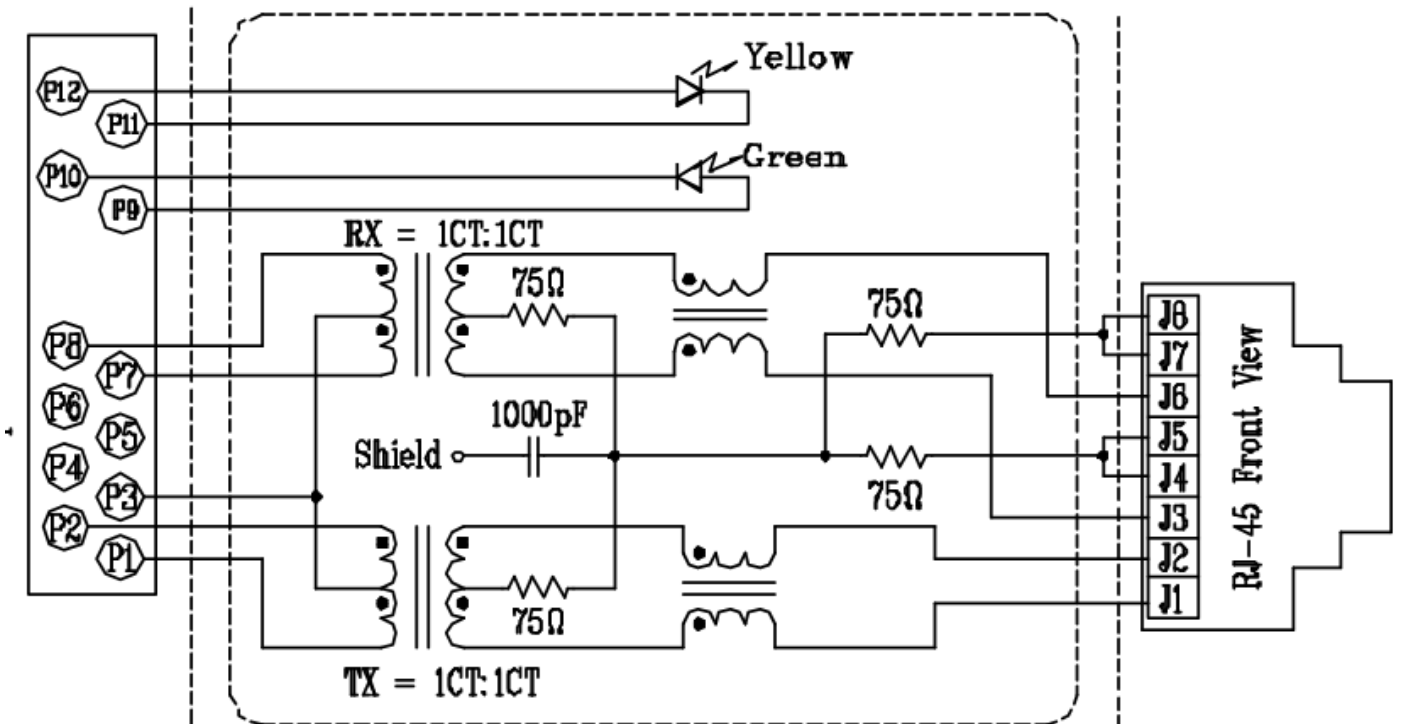 Yellow
P12
P11
Green
P10
P9
RX = 1CT:1CT
75Ω
75Ω
J8
P8
J7
P7
J6
P6
1000pF
J5
P5
Shield
J4
P4
75Ω
P3
J3
P2
J2
P1
J1
75Ω
TX = 1CT:1CT
RJ-45 Front View